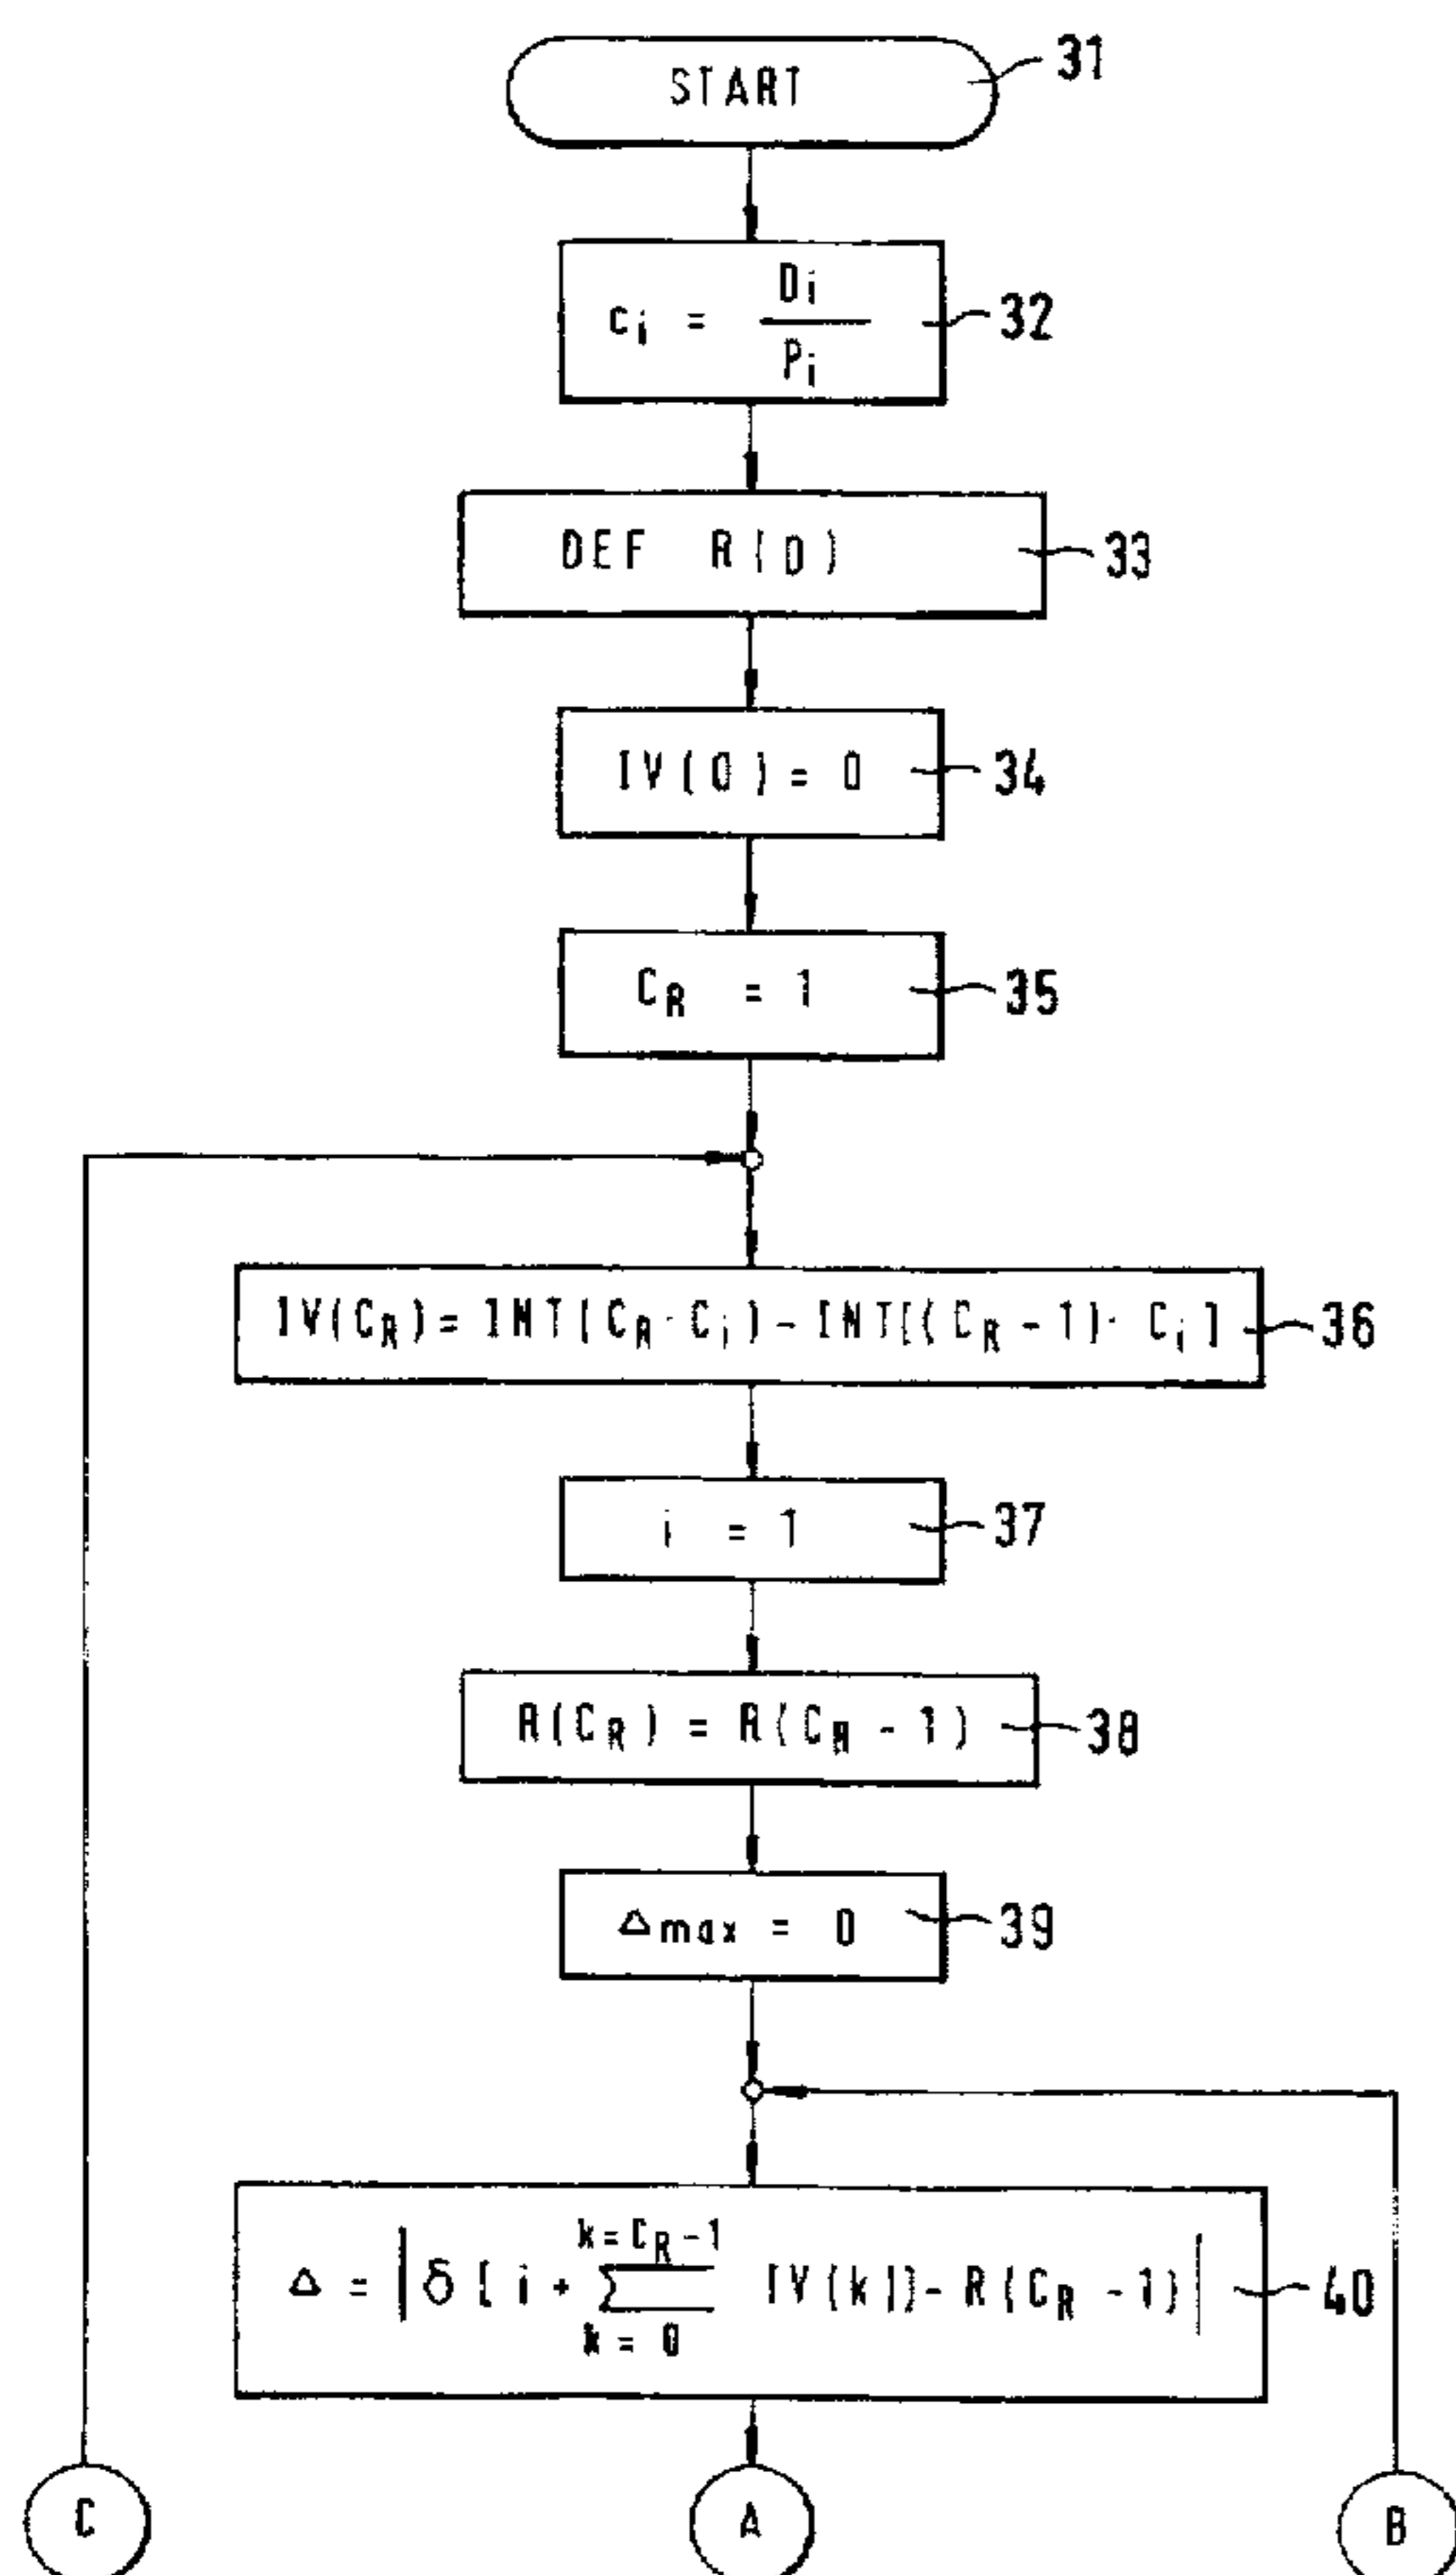 START 31
c_i = D_i / P_i 32
DEF R(0) 33
IV(0) = 0 34
C_R = 1 35
IV(C_R) = INT(C_R · C_i) - INT[(C_R - 1) · C_i] 36
i = 1 37
R(C_R) = R(C_R - 1) 38
Δmax = 0 39
k = C_R - 1
Δ = | δ [ i + ∑ IV(k)] - R(C_R - 1) | 40
k = 0
C A B